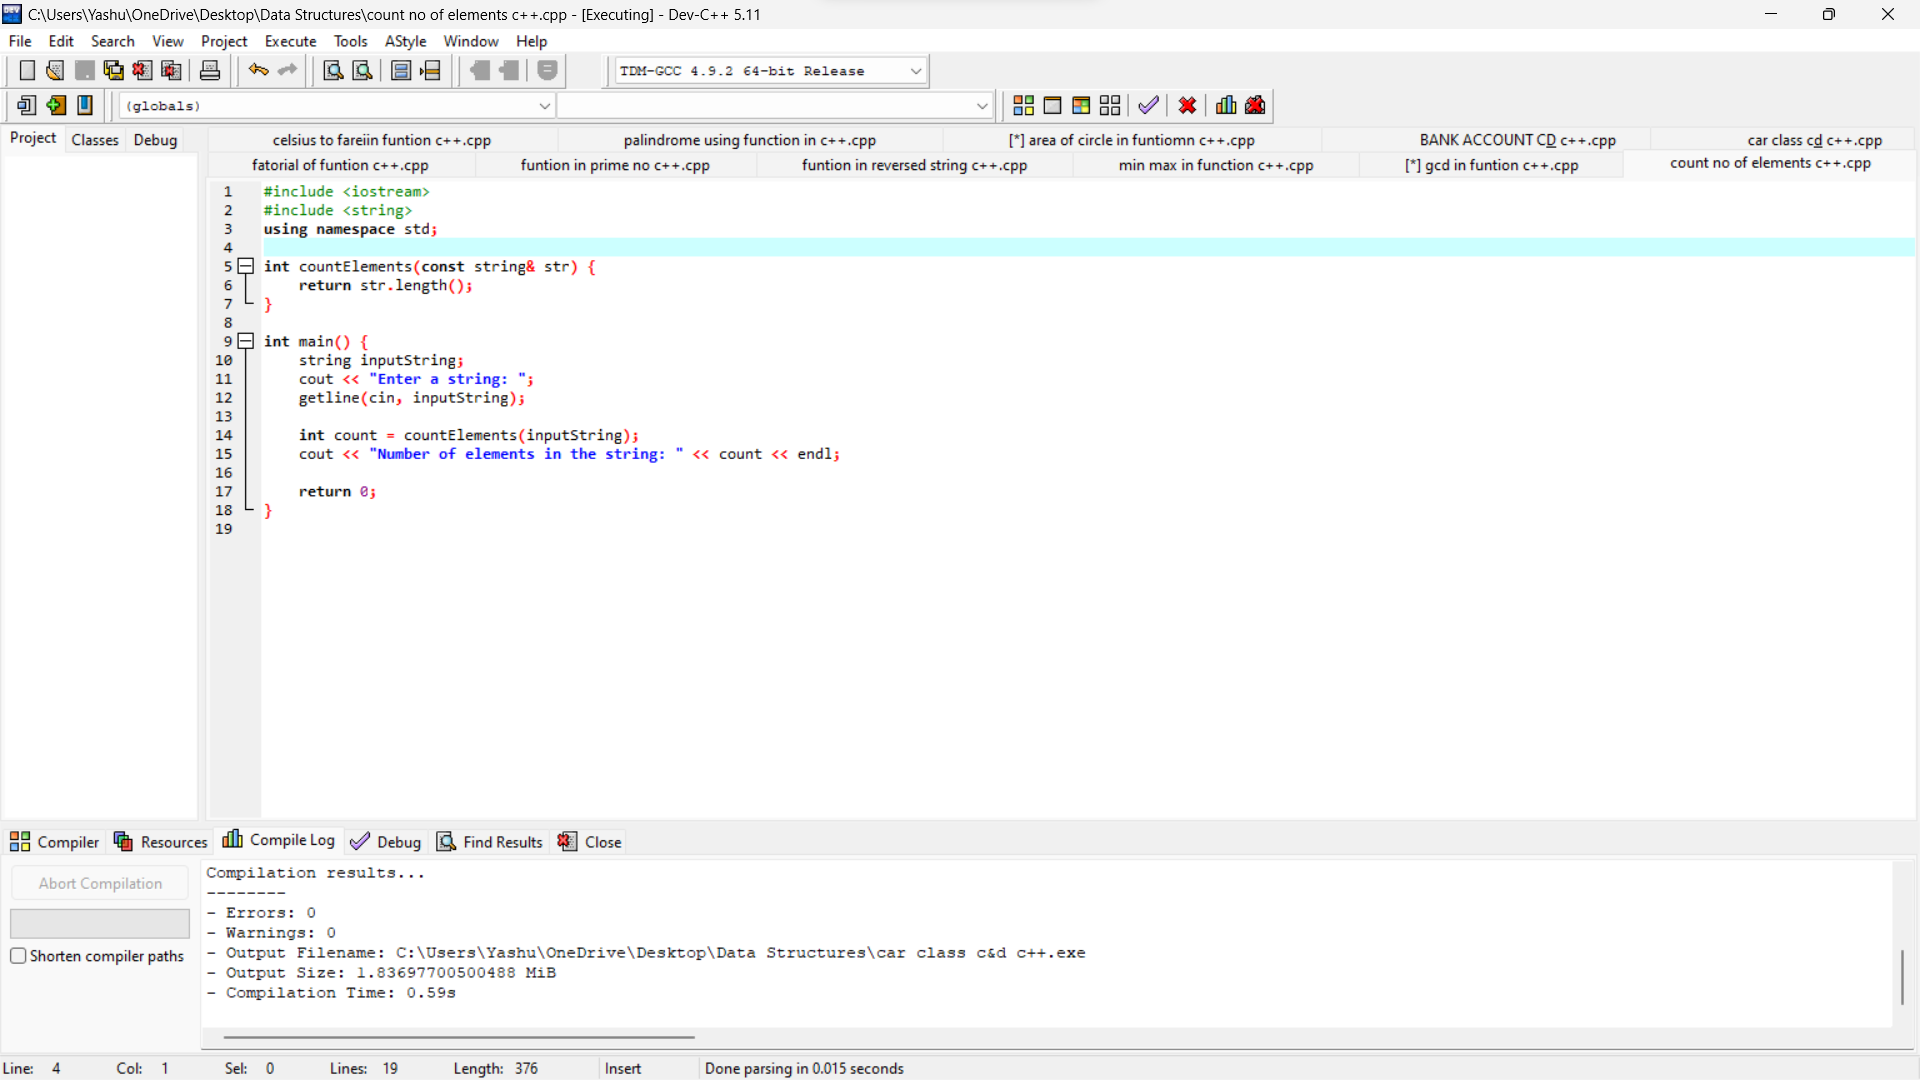 C:\Users\Yashu\OneDrive\Desktop\Data Structures\count no of elements c++.cpp - [Executing] - Dev-C++ 5.11
File Edit Search View Project Execute Tools AStyle Window Help
TDM-GCC 4.9.2 64-bit Release
(globals)
Project Classes Debug
celsius to fareiin funtion c++.cpp palindrome using function in c++.cpp [*] area of circle in funtiomn c++.cpp BANK ACCOUNT CD c++.cpp car class cd c++.cpp
fatorial of funtion c++.cpp funtion in prime no c++.cpp funtion in reversed string c++.cpp min max in function c++.cpp [*] gcd in funtion c++.cpp count no of elements c++.cpp
1 #include <iostream>
2 #include <string>
3 using namespace std;
4
5 int countElements(const string& str) {
6     return str.length();
7 }
8
9 int main() {
10     string inputString;
11     cout << "Enter a string: ";
12     getline(cin, inputString);
13
14     int count = countElements(inputString);
15     cout << "Number of elements in the string: " << count << endl;
16
17     return 0;
18 }
19
Compiler Resources Compile Log Debug Find Results Close
Abort Compilation
Shorten compiler paths
Compilation results...
--------
- Errors: 0
- Warnings: 0
- Output Filename: C:\Users\Yashu\OneDrive\Desktop\Data Structures\car class c&d c++.exe
- Output Size: 1.83697700500488 MiB
- Compilation Time: 0.59s
Line: 4 Col: 1 Sel: 0 Lines: 19 Length: 376 Insert Done parsing in 0.015 seconds